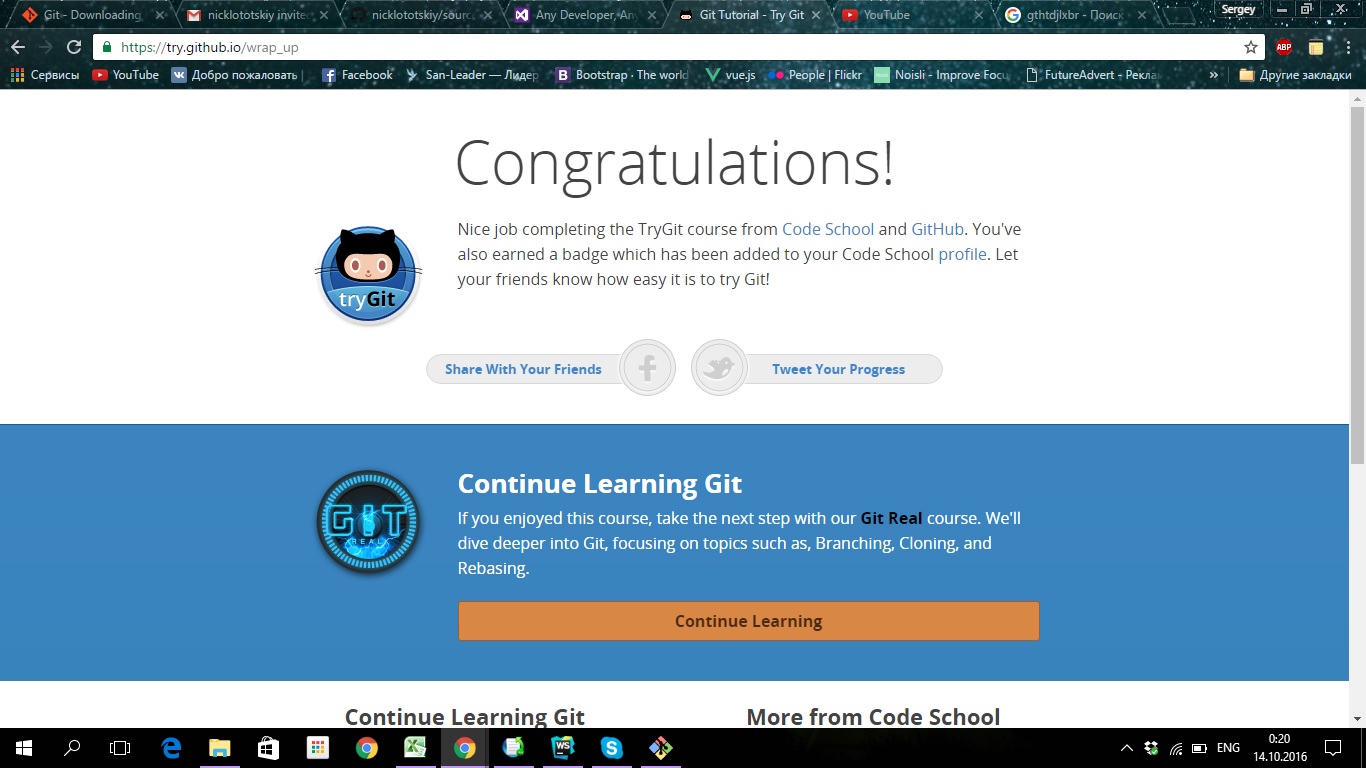 Git - Downloading
nicklototskiy invite
nicklototskiy/sourc
Any Developer, An
Git Tutorial - Try Git
YouTube
gthtdjlxbr - Поиск
Sergey
https://try.github.io/wrap_up
ABP
Сервисы
YouTube
Добро пожаловать |
Facebook
San-Leader — Лидер
Bootstrap · The world
vue.js
People | Flickr
Noisli - Improve Focu
FutureAdvert - Рекла
»
Другие закладки
Congratulations!
Nice job completing the TryGit course from Code School and GitHub. You've
also earned a badge which has been added to your Code School profile. Let
your friends know how easy it is to try Git!
tryGit
Share With Your Friends
Tweet Your Progress
Continue Learning Git
If you enjoyed this course, take the next step with our Git Real course. We'll
dive deeper into Git, focusing on topics such as, Branching, Cloning, and
Rebasing.
GIT
REAL
Continue Learning
Continue Learning Git
More from Code School
WS
ENG
0:20
14.10.2016